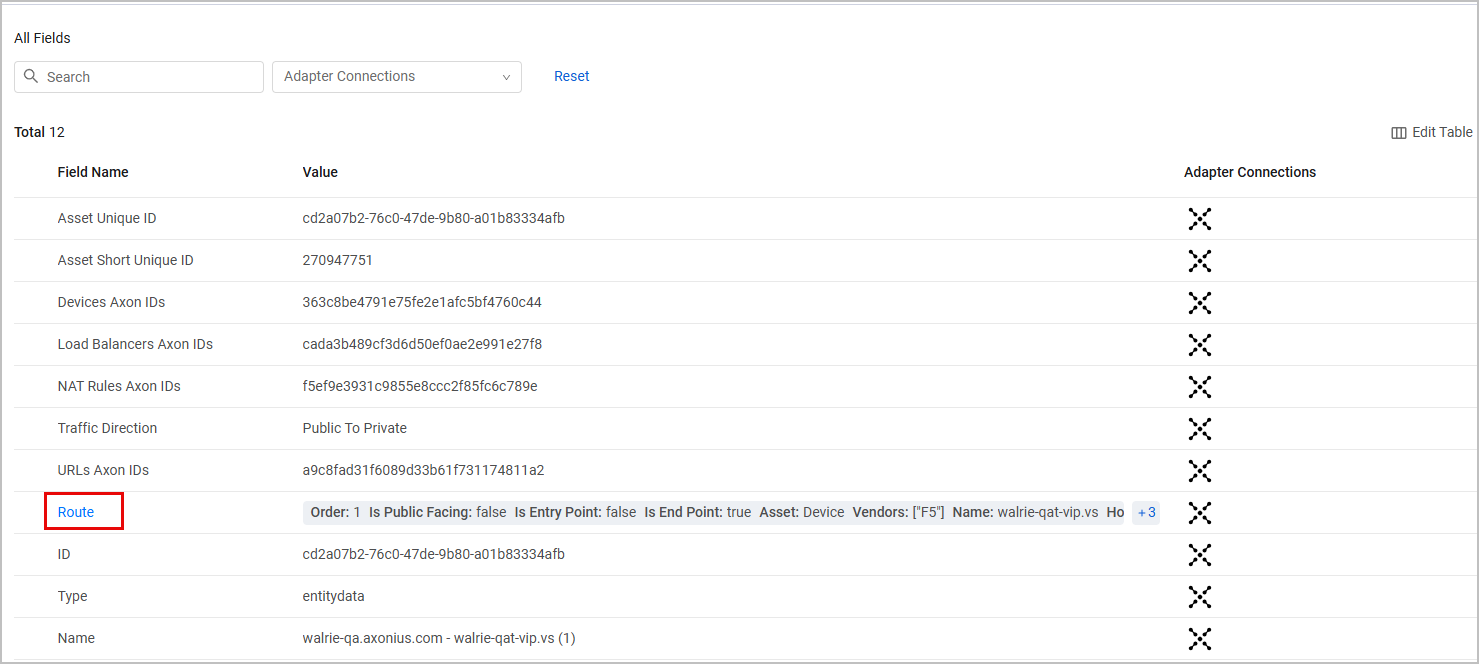 All Fields
Search
Adapter Connections
Reset
Total 12
Edit Table
Field Name Value Adapter Connections
Asset Unique ID cd2a07b2-76c0-47de-9b80-a01b83334afb
Asset Short Unique ID 270947751
Devices Axon IDs 363c8be4791e75fe2e1afc5bf4760c44
Load Balancers Axon IDs cada3b489cf3d6d50ef0ae2e991e27f8
NAT Rules Axon IDs f5ef9e3931c9855e8ccc2f85fc6c789e
Traffic Direction Public To Private
URLs Axon IDs a9c8fad31f6089d33b61f731174811a2
Route Order: 1 Is Public Facing: false Is Entry Point: false Is End Point: true Asset: Device Vendors: ["F5"] Name: walrie-qat-vip.vs Ho +3
ID cd2a07b2-76c0-47de-9b80-a01b83334afb
Type entitydata
Name walrie-qa.axonius.com - walrie-qat-vip.vs (1)